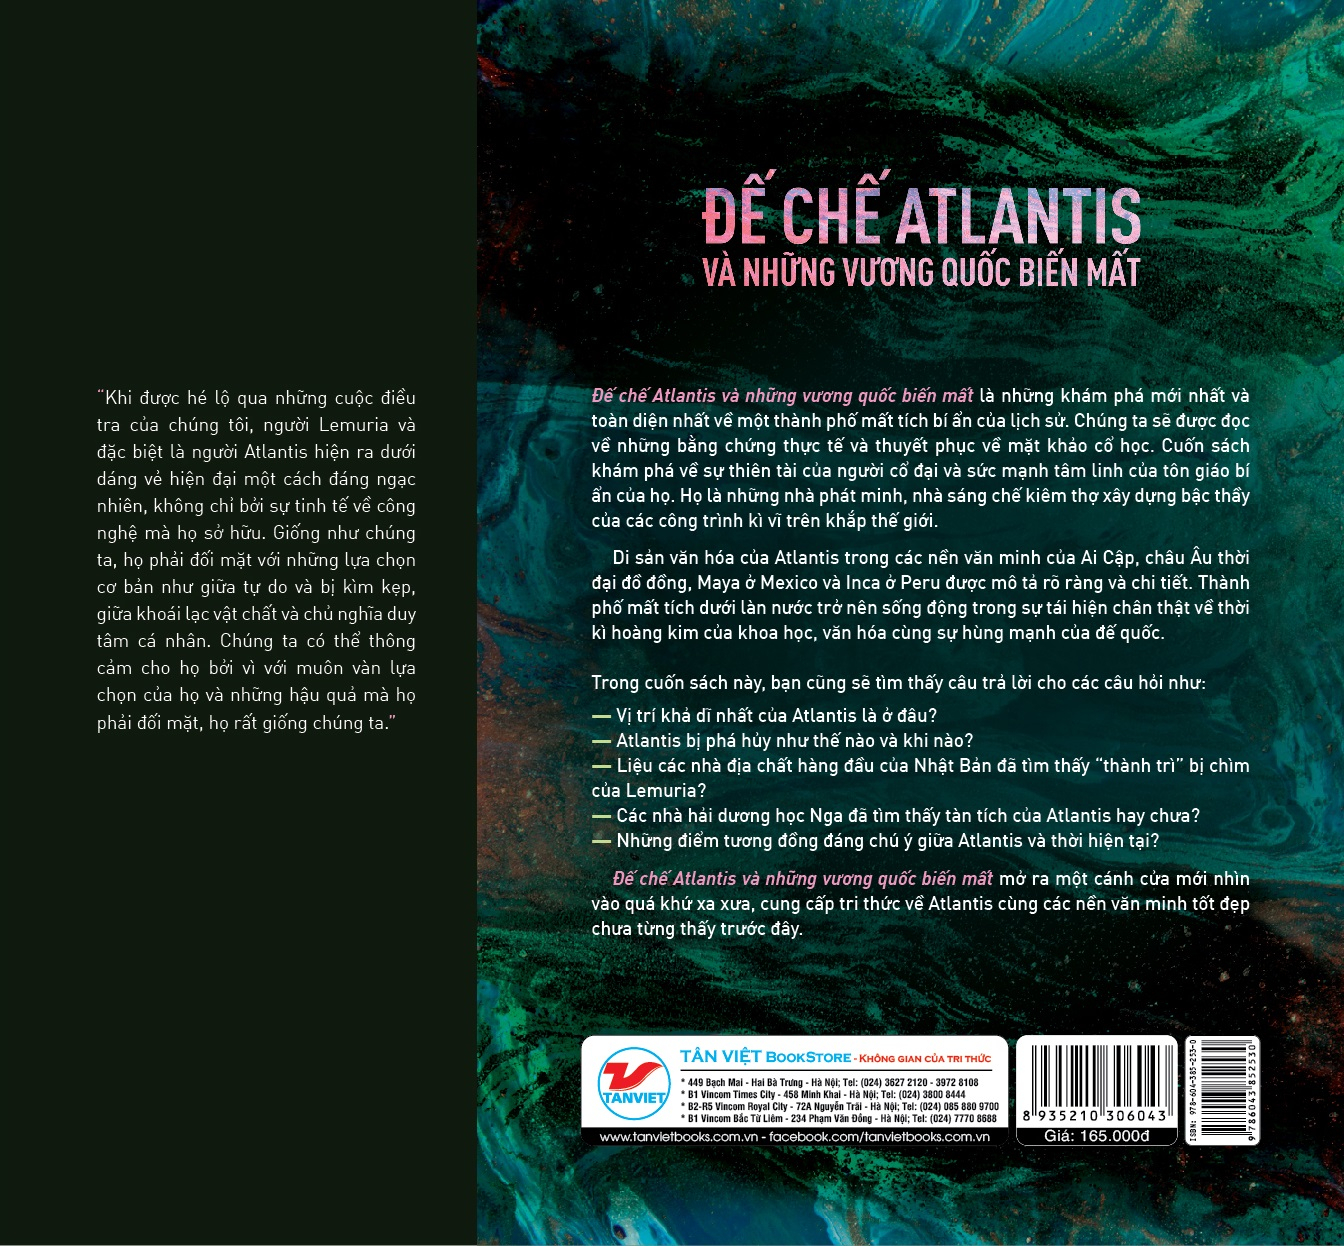 “Khi được hé lộ qua những cuộc điều
tra của chúng tôi, người Lemuria và
đặc biệt là người Atlantis hiện ra dưới
dáng vẻ hiện đại một cách đáng ngạc
nhiên, không chỉ bởi sự tinh tế về công
nghệ mà họ sở hữu. Giống như chúng
ta, họ phải đối mặt với những lựa chọn
cơ bản như giữa tự do và bị kìm kẹp,
giữa khoái lạc vật chất và chủ nghĩa duy
tâm cá nhân. Chúng ta có thể thông
cảm cho họ bởi vì với muôn vàn lựa
chọn của họ và những hậu quả mà họ
phải đối mặt, họ rất giống chúng ta.”
ĐẾ CHẾ ATLANTIS
VÀ NHỮNG VƯƠNG QUỐC BIẾN MẤT
Đế chế Atlantis và những vương quốc biến mất là những khám phá mới nhất và
toàn diện nhất về một thành phố mất tích bí ẩn của lịch sử. Chúng ta sẽ được đọc
về những bằng chứng thực tế và thuyết phục về mặt khảo cổ học. Cuốn sách
khám phá về sự thiên tài của người cổ đại và sức mạnh tâm linh của tôn giáo bí
ẩn của họ. Họ là những nhà phát minh, nhà sáng chế kiêm thợ xây dựng bậc thầy
của các công trình kì vĩ trên khắp thế giới.
Di sản văn hóa của Atlantis trong các nền văn minh của Ai Cập, châu Âu thời
đại đồ đồng, Maya ở Mexico và Inca ở Peru được mô tả rõ ràng và chi tiết. Thành
phố mất tích dưới làn nước trở nên sống động trong sự tái hiện chân thật về thời
kì hoàng kim của khoa học, văn hóa cùng sự hùng mạnh của đế quốc.
Trong cuốn sách này, bạn cũng sẽ tìm thấy câu trả lời cho các câu hỏi như:
— Vị trí khả dĩ nhất của Atlantis là ở đâu?
— Atlantis bị phá hủy như thế nào và khi nào?
— Liệu các nhà địa chất hàng đầu của Nhật Bản đã tìm thấy “thành trì” bị chìm
của Lemuria?
— Các nhà hải dương học Nga đã tìm thấy tàn tích của Atlantis hay chưa?
— Những điểm tương đồng đáng chú ý giữa Atlantis và thời hiện tại?
Đế chế Atlantis và những vương quốc biến mất mở ra một cánh cửa mới nhìn
vào quá khứ xa xưa, cung cấp tri thức về Atlantis cùng các nền văn minh tốt đẹp
chưa từng thấy trước đây.
TANVIET
TÂN VIỆT BOOKSTORE - KHÔNG GIAN CỦA TRI THỨC
* 449 Bạch Mai - Hai Bà Trưng - Hà Nội; Tel: (024) 3627 2120 - 3972 8108
* B1 Vincom Times City - 458 Minh Khai - Hà Nội; Tel: (024) 3800 8444
* B2-R5 Vincom Royal City - 72A Nguyễn Trãi - Hà Nội; Tel: (024) 085 880 9700
* B1 Vincom Bắc Từ Liêm - 234 Phạm Văn Đồng - Hà Nội; Tel: (024) 7770 8688
www.tanvietbooks.com.vn - facebook.com/tanvietbooks.com.vn
8 935210 306043
Giá: 165.000đ
ISBN: 978-604-385-253-0
9 786043 852530